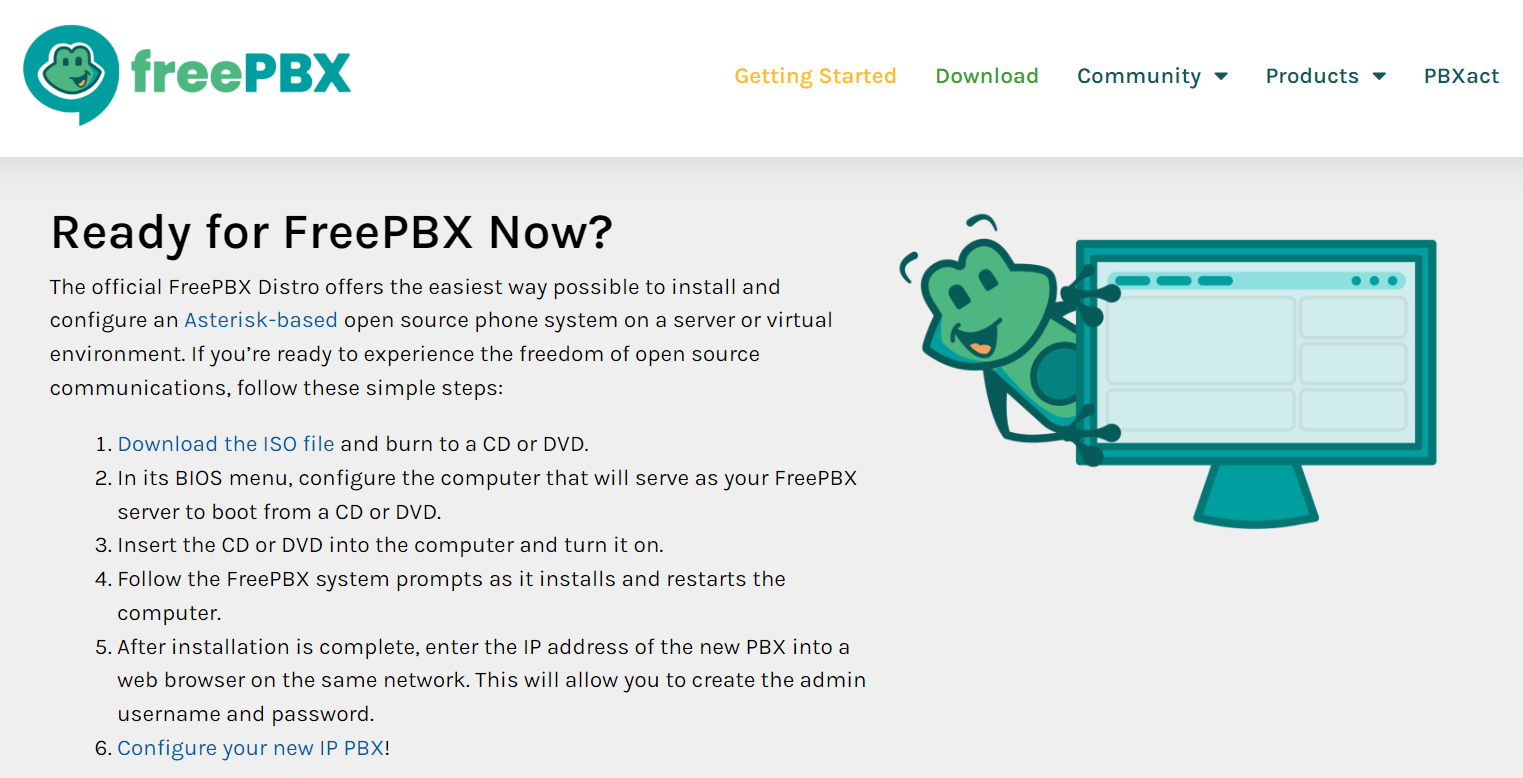 freePBX
Getting Started
Download
Community
Products
PBXact
Ready for FreePBX Now?
The official FreePBX Distro offers the easiest way possible to install and
configure an Asterisk-based open source phone system on a server or virtual
environment. If you’re ready to experience the freedom of open source
communications, follow these simple steps:
1. Download the ISO file and burn to a CD or DVD.
2. In its BIOS menu, configure the computer that will serve as your FreePBX
server to boot from a CD or DVD.
3. Insert the CD or DVD into the computer and turn it on.
4. Follow the FreePBX system prompts as it installs and restarts the
computer.
5. After installation is complete, enter the IP address of the new PBX into a
web browser on the same network. This will allow you to create the admin
username and password.
6. Configure your new IP PBX!